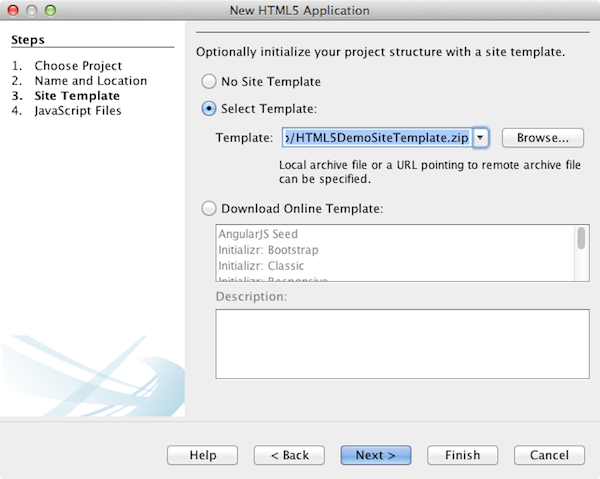 New HTML5 Application
Steps
1. Choose Project
2. Name and Location
3. Site Template
4. JavaScript Files
Optionally initialize your project structure with a site template.
No Site Template
Select Template:
Template: o/HTML5DemoSiteTemplate.zip Browse...
Local archive file or a URL pointing to remote archive file
can be specified.
Download Online Template:
AngularJS Seed
Initializr: Bootstrap
Initializr: Classic
Initializr: Responsive
Description:
Help < Back Next > Finish Cancel